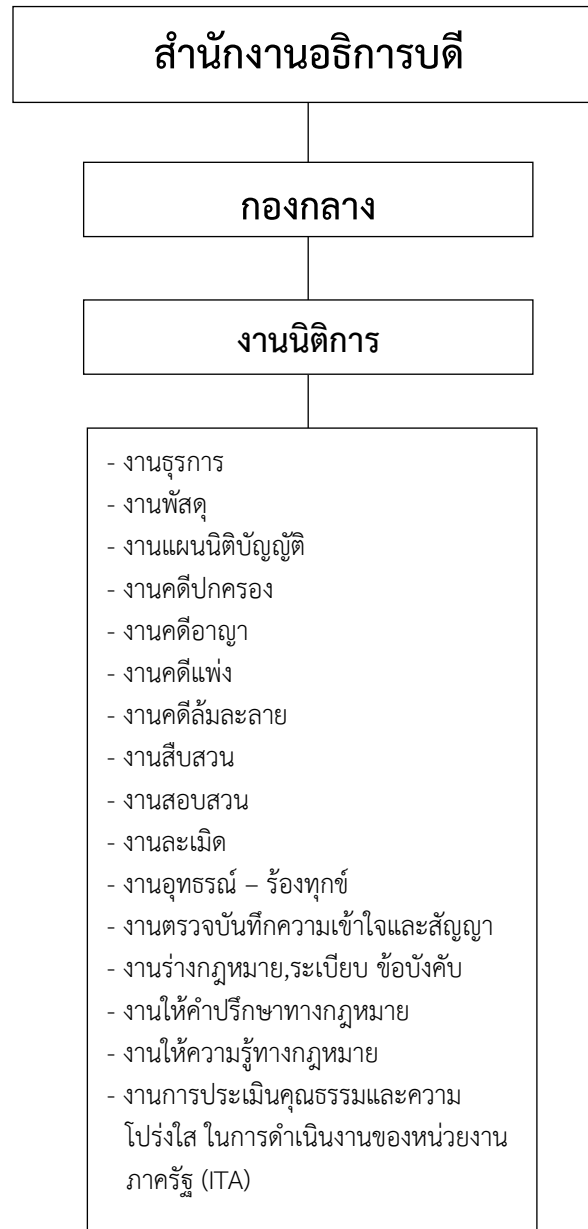 สำนักงานอธิการบดี
กองกลาง
งานนิติการ
- งานธุรการ
- งานพัสดุ
- งานแผนนิติบัญญัติ
- งานคดีปกครอง
- งานคดีอาญา
- งานคดีแพ่ง
- งานคดีล้มละลาย
- งานสืบสวน
- งานสอบสวน
- งานละเมิด
- งานอุทธรณ์ – ร้องทุกข์
- งานตรวจบันทึกความเข้าใจและสัญญา
- งานร่างกฎหมาย,ระเบียบ ข้อบังคับ
- งานให้คำปรึกษาทางกฎหมาย
- งานให้ความรู้ทางกฎหมาย
- งานการประเมินคุณธรรมและความ
โปร่งใส ในการดำเนินงานของหน่วยงาน
ภาครัฐ (ITA)